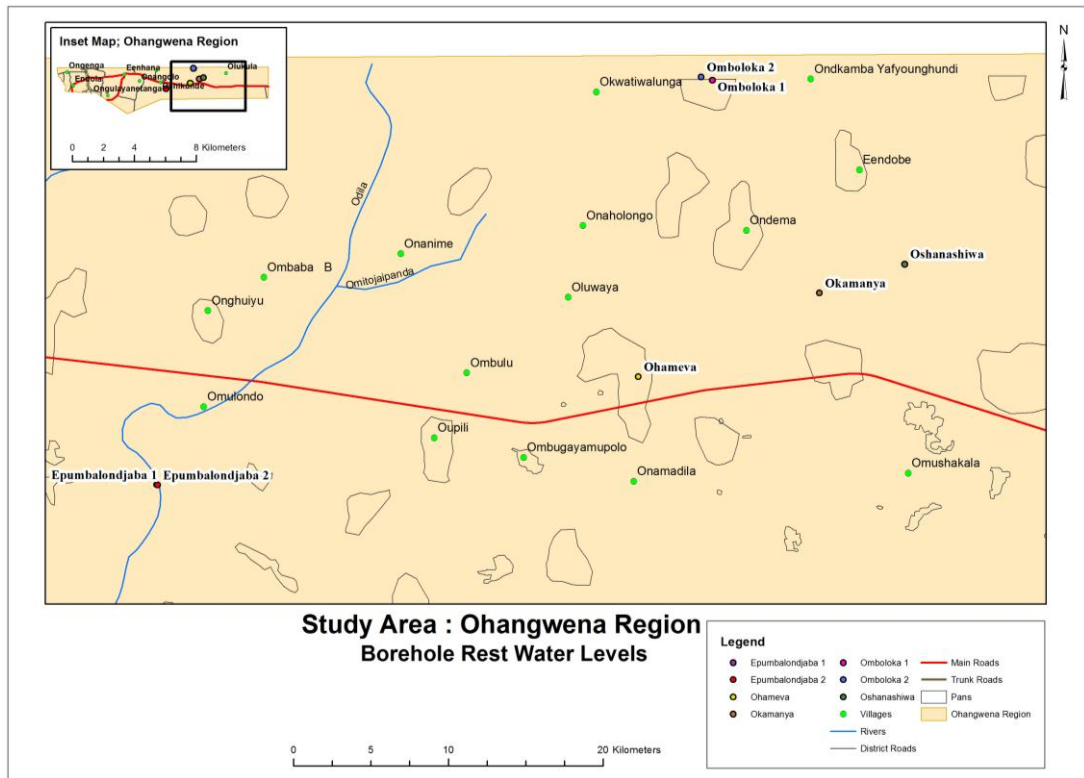 N
Inset Map; Ohangwena Region
Ongenga
Eenhana
Olukula
Endola
Onangolo
Ongulayanetanga
0 2 4 8 Kilometers
Omboloka 2
Omboloka 1
Ondkamba Yafyounghundi
Okwatiwalunga
Eendobe
Odila
Onaholongo
Ondema
Onanime
Oshanashiwa
Ombaba B
Omitojaipanda
Okamanya
Oluwaya
Onghuiyu
Ombulu
Ohameva
Omulondo
Oupili
Ombugayamupolo
Onamadila
Omushakala
Epumbalondjaba 1 Epumbalondjaba 2
Study Area : Ohangwena Region
Borehole Rest Water Levels
Legend
Epumbalondjaba 1
Omboloka 1
Main Roads
Epumbalondjaba 2
Omboloka 2
Trunk Roads
Ohameva
Oshanashiwa
Pans
Okamanya
Villages
Ohangwena Region
Rivers
District Roads
0 5 10 20 Kilometers